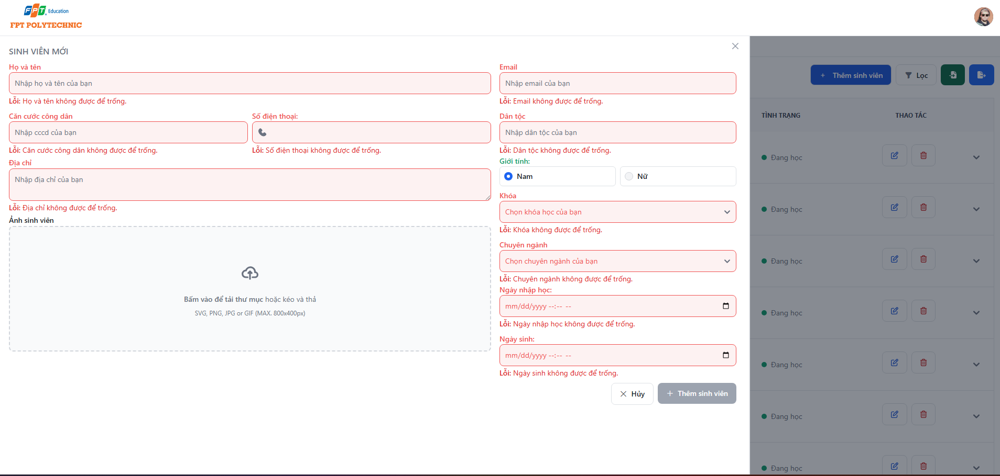 FPT Education
FPT POLYTECHNIC
SINH VIÊN MỚI
Họ và tên
Nhập họ và tên của bạn
Lỗi: Họ và tên không được để trống.
Căn cước công dân
Nhập cccd của bạn
Lỗi: Căn cước công dân không được để trống.
Số điện thoại:
Lỗi: Số điện thoại không được để trống.
Địa chỉ
Nhập địa chỉ của bạn
Lỗi: Địa chỉ không được để trống.
Ảnh sinh viên
Bấm vào để tải thư mục hoặc kéo và thả
SVG, PNG, JPG or GIF (MAX. 800x400px)
Email
Nhập email của bạn
Lỗi: Email không được để trống.
Dân tộc
Nhập dân tộc của bạn
Lỗi: Dân tộc không được để trống.
Giới tính:
Nam
Nữ
Khóa
Chọn khóa học của bạn
Lỗi: Khóa không được để trống.
Chuyên ngành
Chọn chuyên ngành của bạn
Lỗi: Chuyên ngành không được để trống.
Ngày nhập học:
mm/dd/yyyy --:-- --
Lỗi: Ngày nhập học không được để trống.
Ngày sinh:
mm/dd/yyyy --:-- --
Lỗi: Ngày sinh không được để trống.
Hủy
Thêm sinh viên
+ Thêm sinh viên
Lọc
TÌNH TRẠNG
THAO TÁC
Đang học
Đang học
Đang học
Đang học
Đang học
Đang học
Đang học